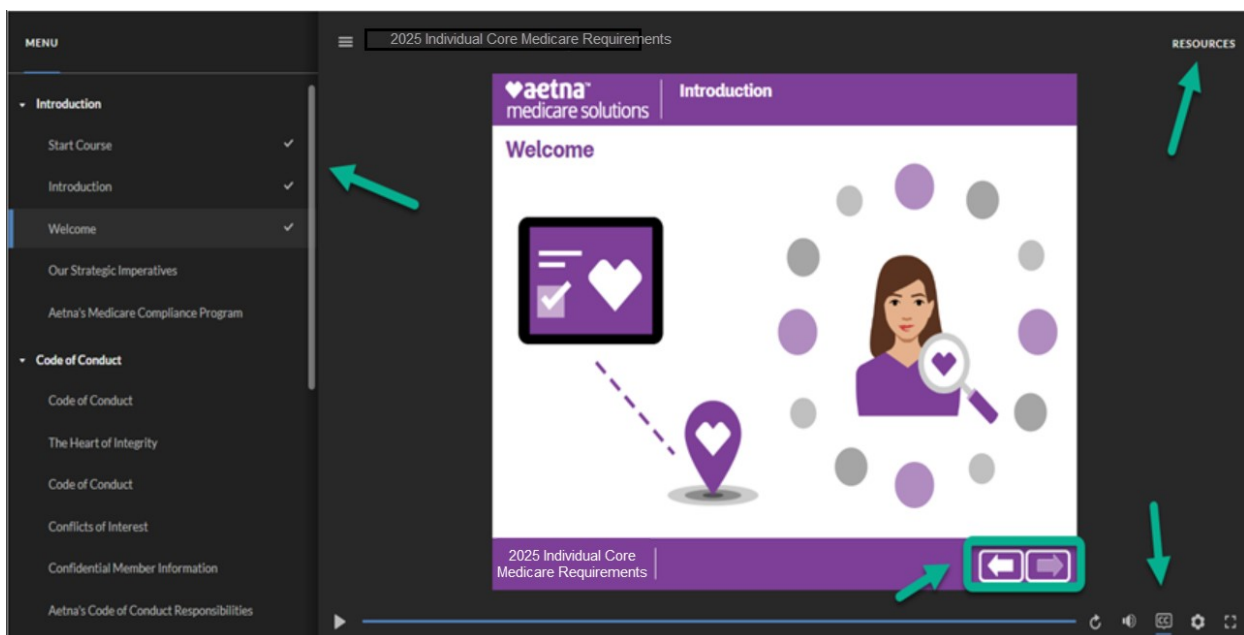 MENU
Introduction
Start Course
Introduction
Welcome
Our Strategic Imperatives
Aetna's Medicare Compliance Program
Code of Conduct
Code of Conduct
The Heart of Integrity
Code of Conduct
Conflicts of Interest
Confidential Member Information
Aetna's Code of Conduct Responsibilities
2025 Individual Core Medicare Requirements
RESOURCES
aetna™
medicare solutions
Introduction
Welcome
2025 Individual Core
Medicare Requirements
CC